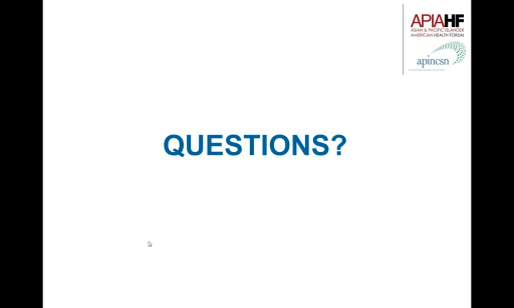 APIAHF
ASIAN & PACIFIC ISLANDER
AMERICAN HEALTH FORUM
apincsn
QUESTIONS?